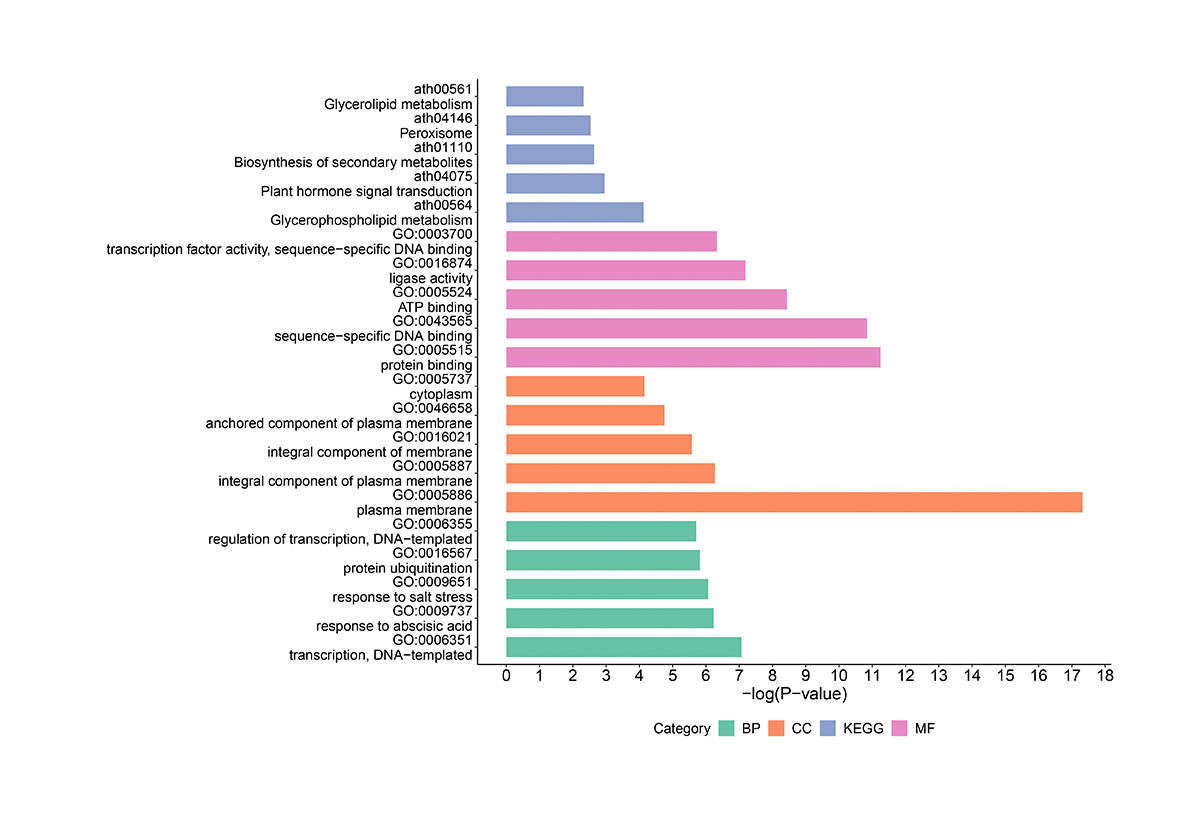 ath00561
Glycerolipid metabolism
ath04146
Peroxisome
ath01110
Biosynthesis of secondary metabolites
ath04075
Plant hormone signal transduction
ath00564
Glycerophospholipid metabolism
GO:0003700
transcription factor activity, sequence−specific DNA binding
GO:0016874
ligase activity
GO:0005524
ATP binding
GO:0043565
sequence−specific DNA binding
GO:0005515
protein binding
GO:0005737
cytoplasm
GO:0046658
anchored component of plasma membrane
GO:0016021
integral component of membrane
GO:0005887
integral component of plasma membrane
GO:0005886
plasma membrane
GO:0006355
regulation of transcription, DNA−templated
GO:0016567
protein ubiquitination
GO:0009651
response to salt stress
GO:0009737
response to abscisic acid
GO:0006351
transcription, DNA−templated
0 1 2 3 4 5 6 7 8 9 10 11 12 13 14 15 16 17 18
−log(P−value)
Category BP CC KEGG MF